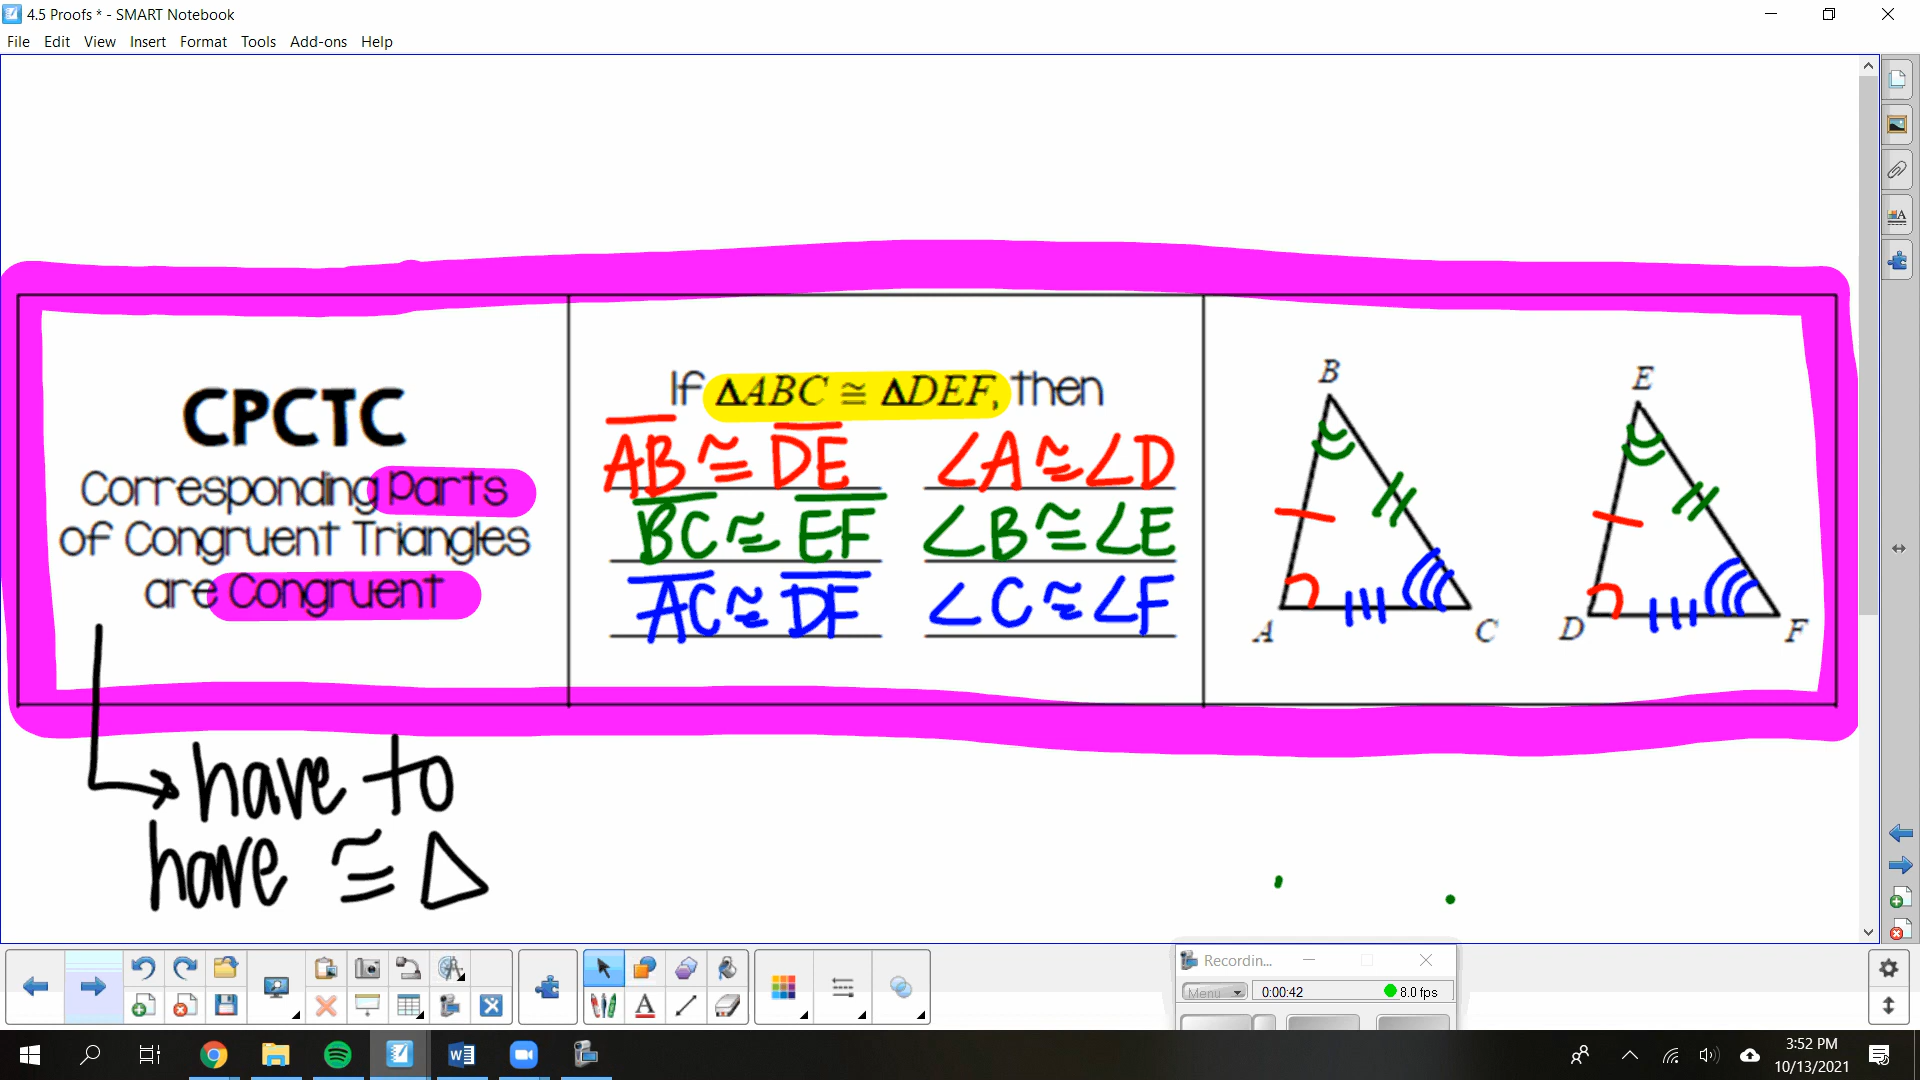 4.5 Proofs * - SMART Notebook
File Edit View Insert Format Tools Add-ons Help
CPCTC
Corresponding Parts
of Congruent Triangles
are Congruent
have to
have ≅ △
If ΔABC ≅ ΔDEF, then
AB ≅ DE ∠A ≅ ∠D
BC ≅ EF ∠B ≅ ∠E
AC ≅ DF ∠C ≅ ∠F
B
E
A
C
D
F
Recordin...
Menu 0:00:42 8.0 fps
3:52 PM
10/13/2021